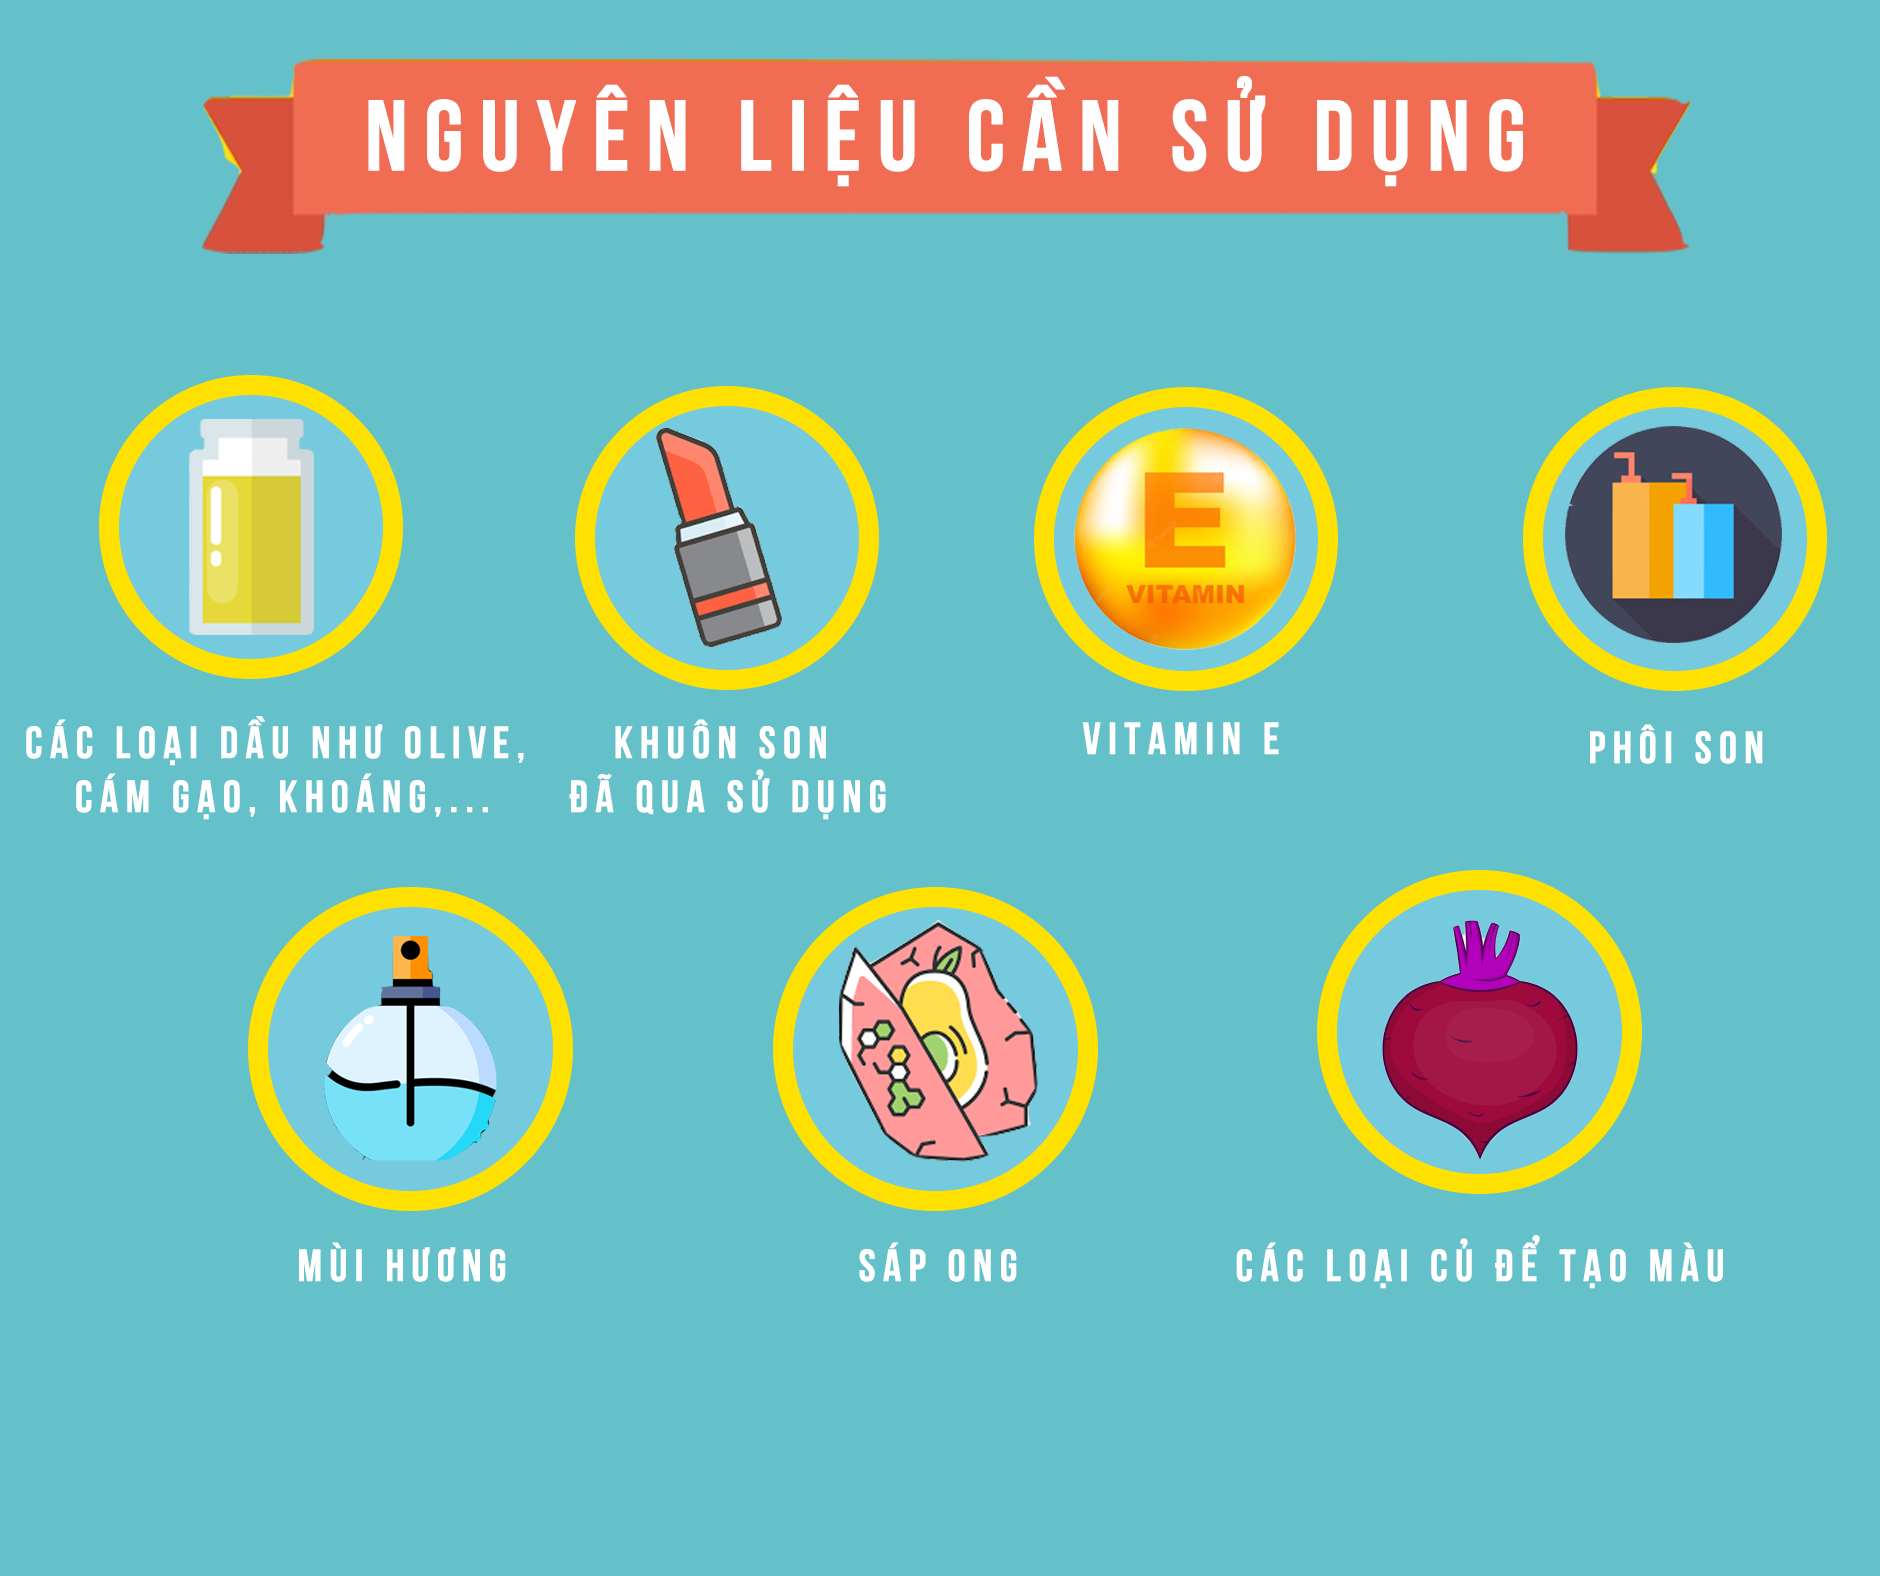 NGUYÊN LIỆU CẦN SỬ DỤNG
E
VITAMIN
CÁC LOẠI DẦU NHƯ OLIVE,
CÁM GẠO, KHOÁNG,...
KHUÔN SON
ĐÃ QUA SỬ DỤNG
VITAMIN E
PHÔI SON
MÙI HƯƠNG
SÁP ONG
CÁC LOẠI CỦ ĐỂ TẠO MÀU